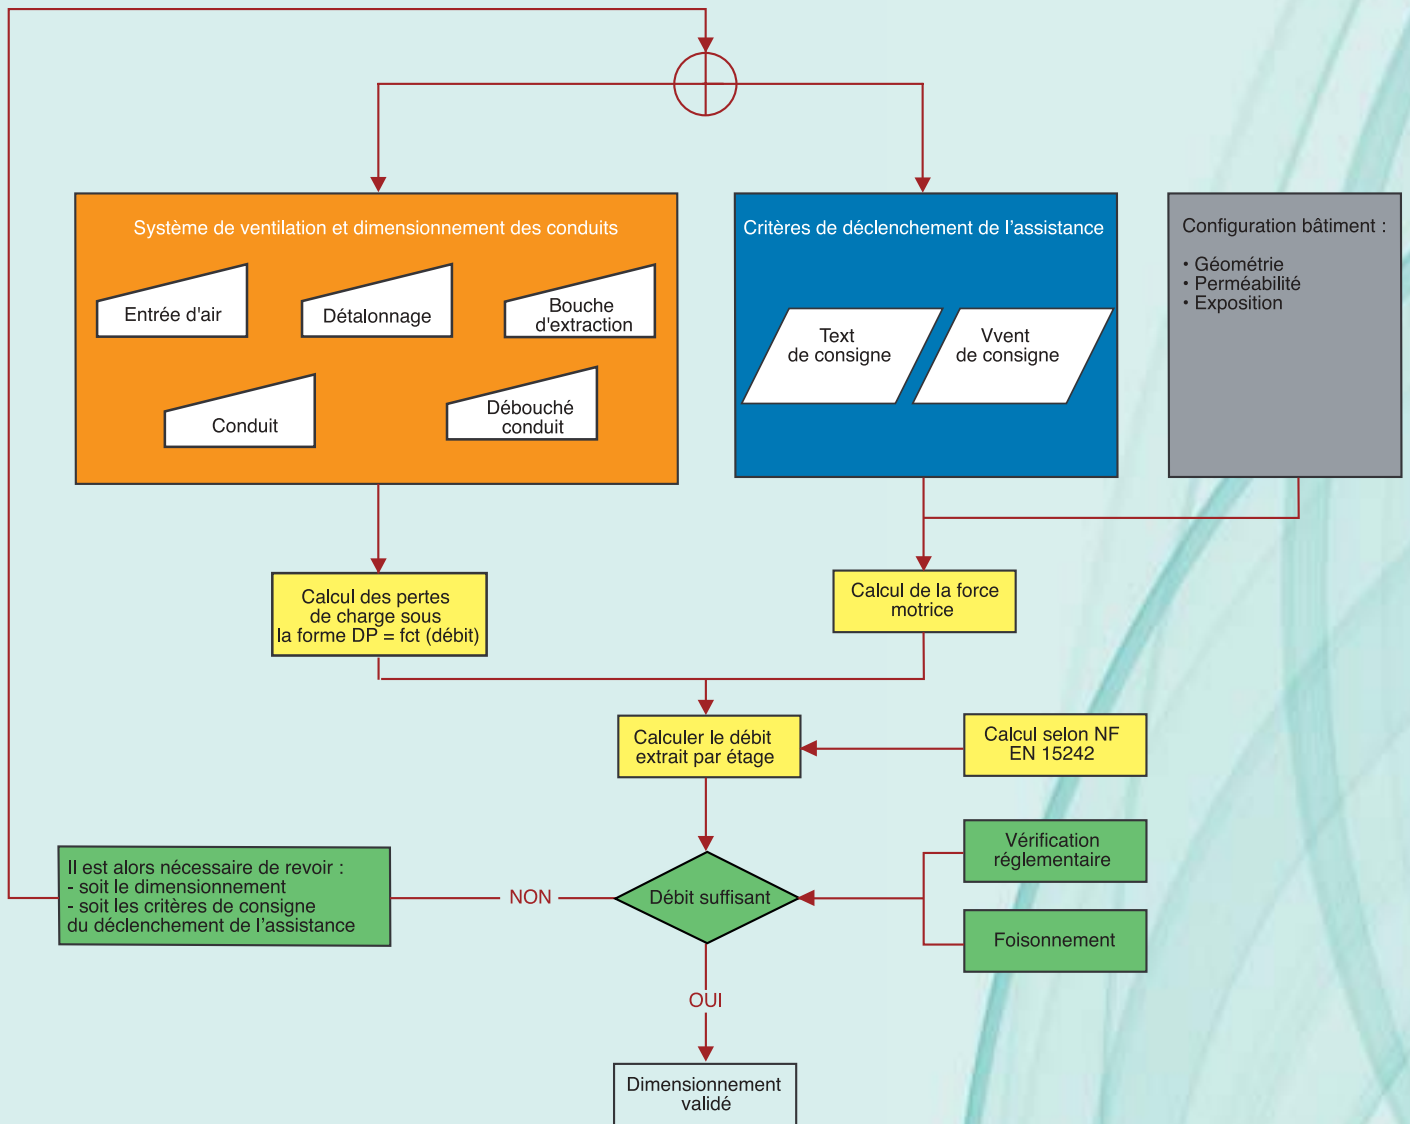 Système de ventilation et dimensionnement des conduits
Entrée d'air
Détalonnage
Bouche
d'extraction
Conduit
Débouché
conduit
Critères de déclenchement de l'assistance
Text
de consigne
Vvent
de consigne
Configuration bâtiment :
• Géométrie
• Perméabilité
• Exposition
Calcul des pertes
de charge sous
la forme DP = fct (débit)
Calcul de la force
motrice
Calculer le débit
extrait par étage
Calcul selon NF
EN 15242
Vérification
réglementaire
Foisonnement
Débit suffisant
NON
Il est alors nécessaire de revoir :
- soit le dimensionnement
- soit les critères de consigne
du déclenchement de l'assistance
OUI
Dimensionnement
validé